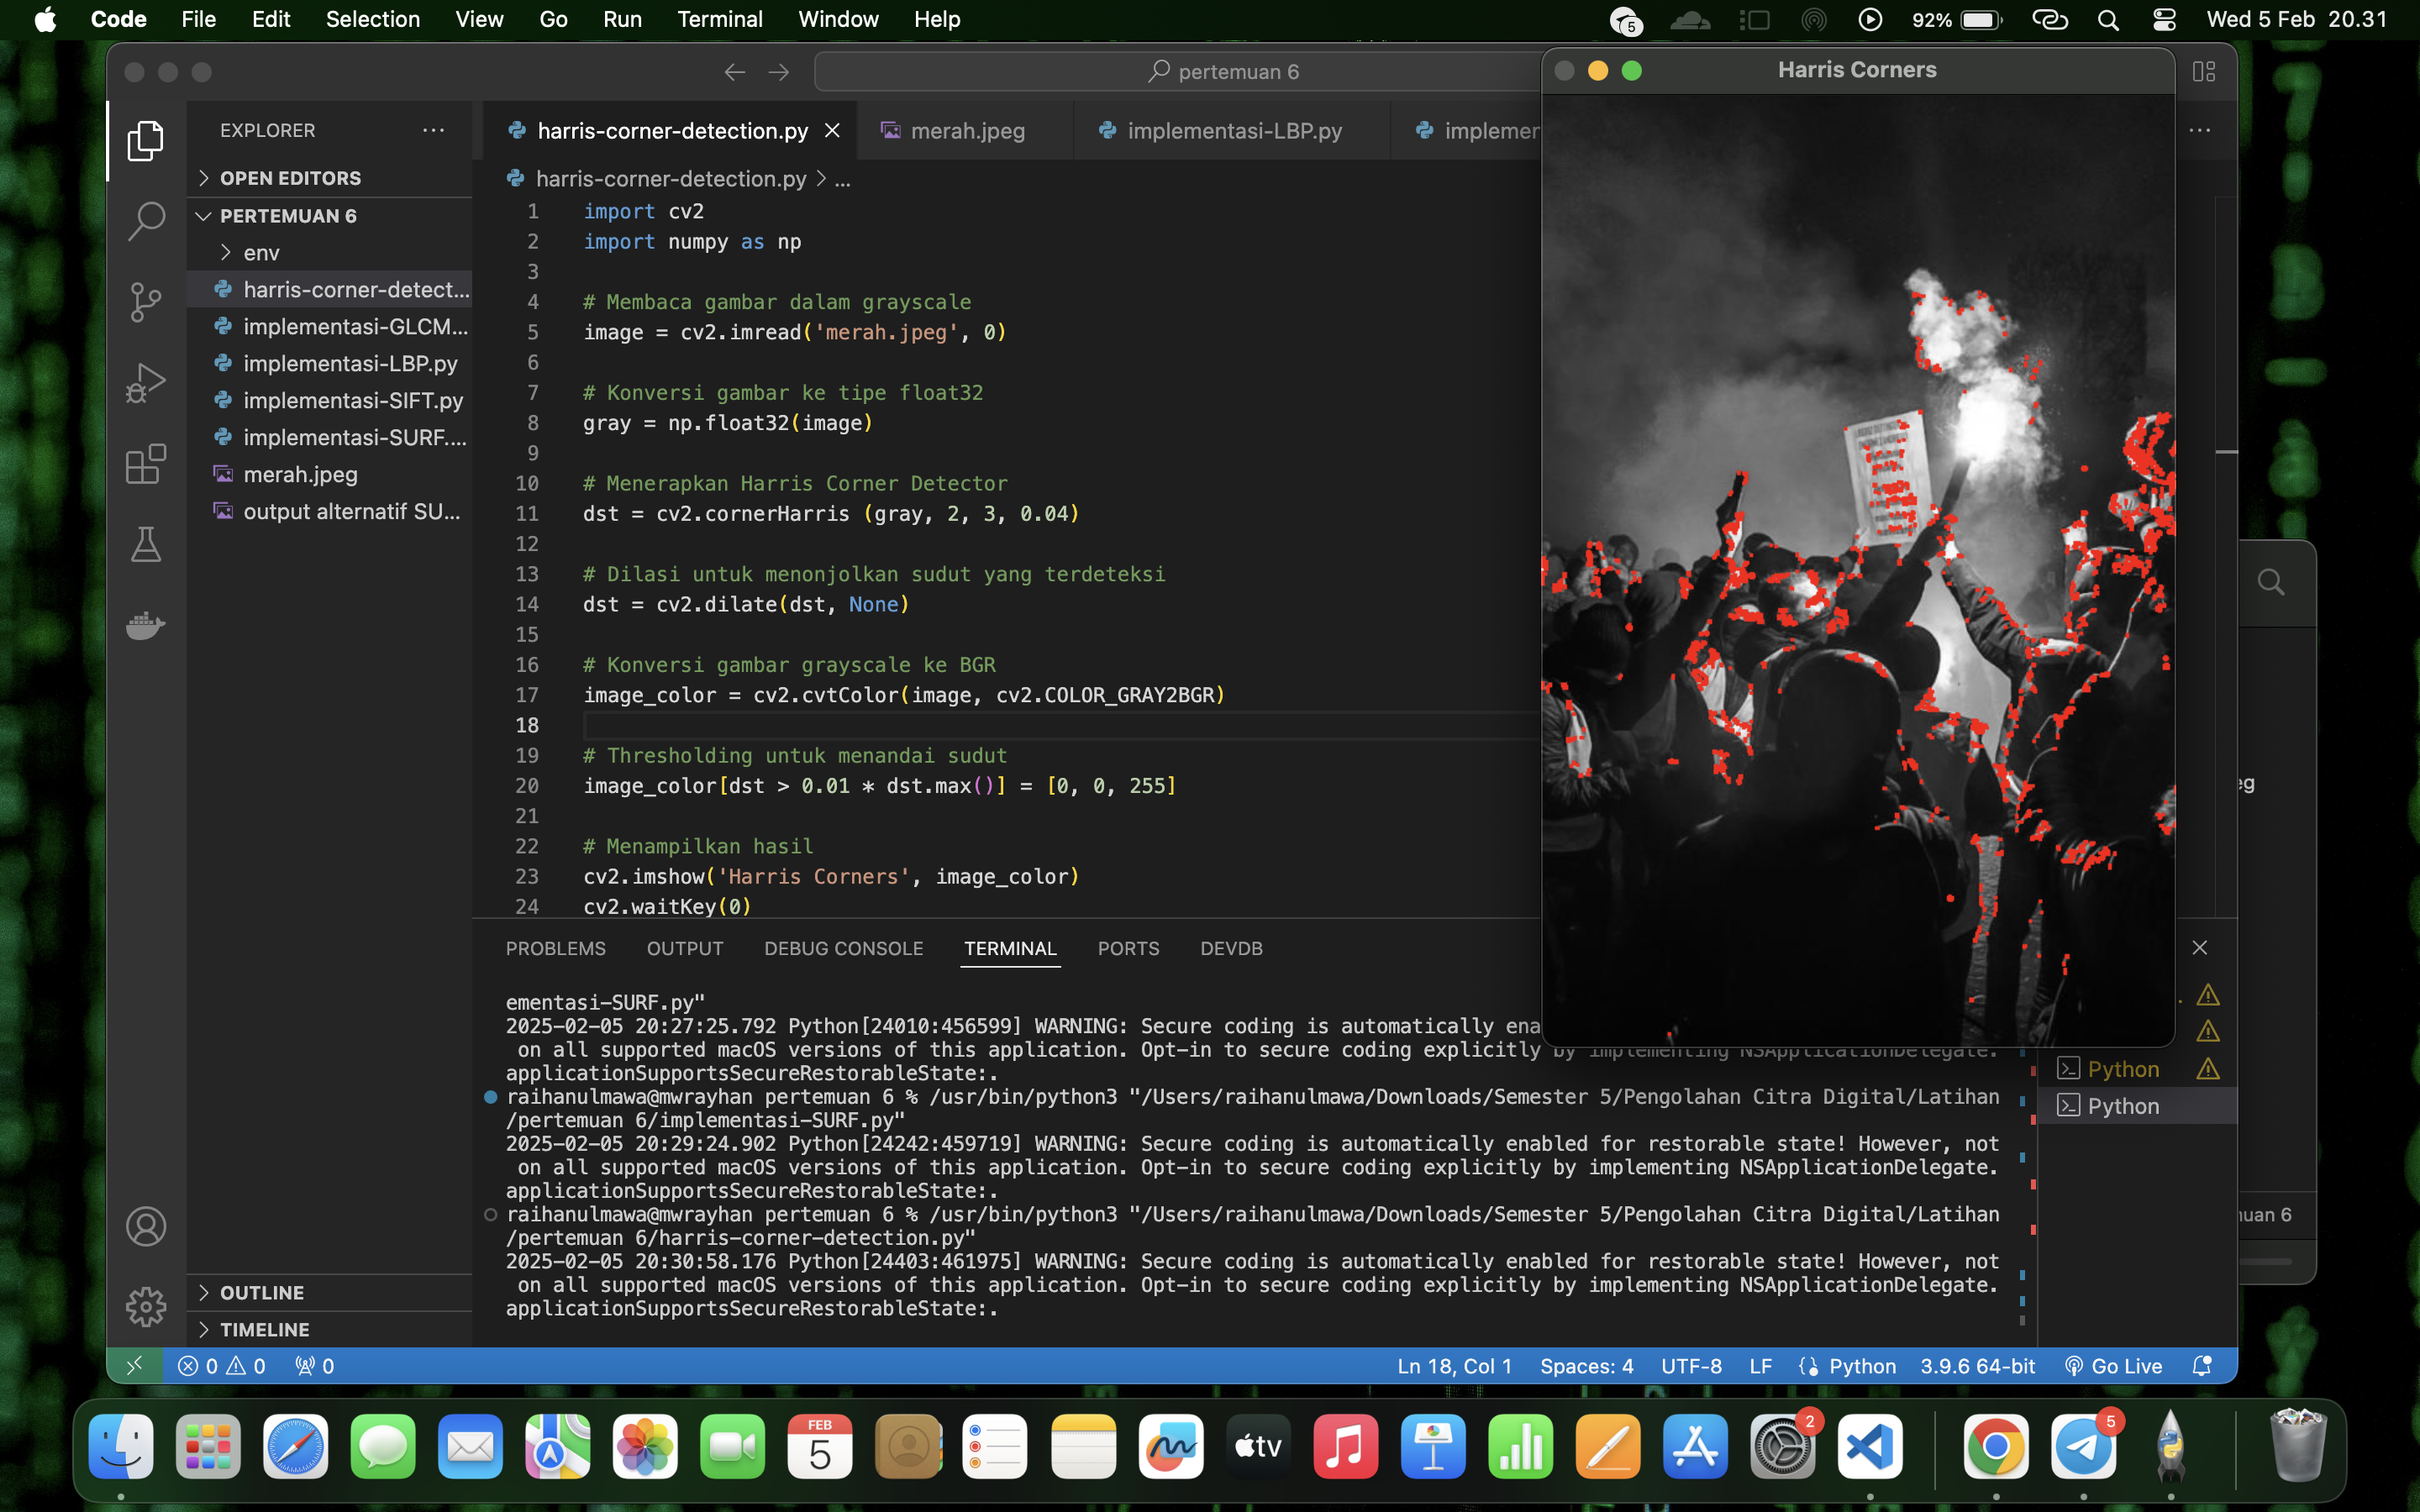 Code File Edit Selection View Go Run Terminal Window Help
5
92%
Wed 5 Feb 20.31
pertemuan 6
Harris Corners
EXPLORER
OPEN EDITORS
PERTEMUAN 6
env
harris-corner-detect...
implementasi-GLCM...
implementasi-LBP.py
implementasi-SIFT.py
implementasi-SURF....
merah.jpeg
output alternatif SU...
OUTLINE
TIMELINE
harris-corner-detection.py
merah.jpeg
implementasi-LBP.py
implemen
harris-corner-detection.py > ...
1 import cv2
2 import numpy as np
3
4 # Membaca gambar dalam grayscale
5 image = cv2.imread('merah.jpeg', 0)
6
7 # Konversi gambar ke tipe float32
8 gray = np.float32(image)
9
10 # Menerapkan Harris Corner Detector
11 dst = cv2.cornerHarris (gray, 2, 3, 0.04)
12
13 # Dilasi untuk menonjolkan sudut yang terdeteksi
14 dst = cv2.dilate(dst, None)
15
16 # Konversi gambar grayscale ke BGR
17 image_color = cv2.cvtColor(image, cv2.COLOR_GRAY2BGR)
18
19 # Thresholding untuk menandai sudut
20 image_color[dst > 0.01 * dst.max()] = [0, 0, 255]
21
22 # Menampilkan hasil
23 cv2.imshow('Harris Corners', image_color)
24 cv2.waitKey(0)
PROBLEMS OUTPUT DEBUG CONSOLE TERMINAL PORTS DEVDB
ementasi-SURF.py"
2025-02-05 20:27:25.792 Python[24010:456599] WARNING: Secure coding is automatically ena
on all supported macOS versions of this application. Opt-in to secure coding explicitly by implementing NSApplicationDelegate.
applicationSupportsSecureRestorableState:.
raihanulmawa@mwrayhan pertemuan 6 % /usr/bin/python3 "/Users/raihanulmawa/Downloads/Semester 5/Pengolahan Citra Digital/Latihan
/pertemuan 6/implementasi-SURF.py"
2025-02-05 20:29:24.902 Python[24242:459719] WARNING: Secure coding is automatically enabled for restorable state! However, not
on all supported macOS versions of this application. Opt-in to secure coding explicitly by implementing NSApplicationDelegate.
applicationSupportsSecureRestorableState:.
raihanulmawa@mwrayhan pertemuan 6 % /usr/bin/python3 "/Users/raihanulmawa/Downloads/Semester 5/Pengolahan Citra Digital/Latihan
/pertemuan 6/harris-corner-detection.py"
2025-02-05 20:30:58.176 Python[24403:461975] WARNING: Secure coding is automatically enabled for restorable state! However, not
on all supported macOS versions of this application. Opt-in to secure coding explicitly by implementing NSApplicationDelegate.
applicationSupportsSecureRestorableState:.
Python
Python
eg
uan 6
0 0 0
Ln 18, Col 1 Spaces: 4 UTF-8 LF Python 3.9.6 64-bit Go Live
FEB
5
tv
2
5